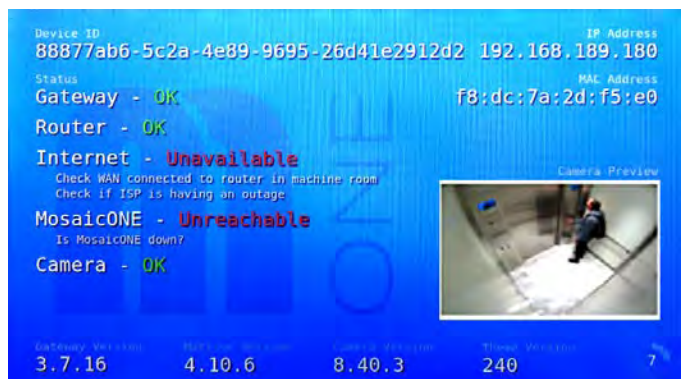 Device ID
IP Address
88877ab6-5c2a-4e89-9695-26d41e2912d2 192.168.189.180
Status
MAC Address
Gateway - OK
f8:dc:7a:2d:f5:e0
Router - OK
Internet - Unavailable
Check WAN connected to router in machine room
Check if ISP is having an outage
Camera Preview
MosaicONE - Unreachable
Is MosaicONE down?
Camera - OK
ONE
Gateway Version
Camera Version
Theme Version
3.7.16 4.10.6 8.40.3 240 7